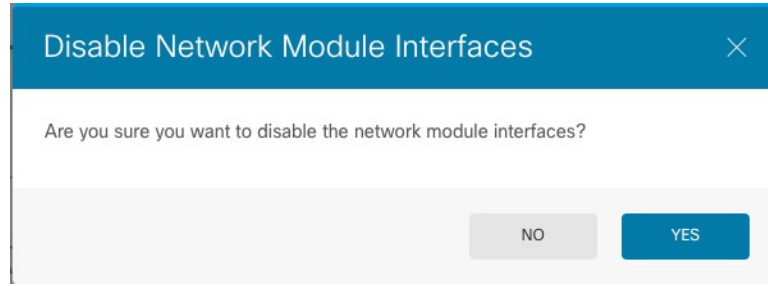 Disable Network Module Interfaces
Are you sure you want to disable the network module interfaces?
NO
YES